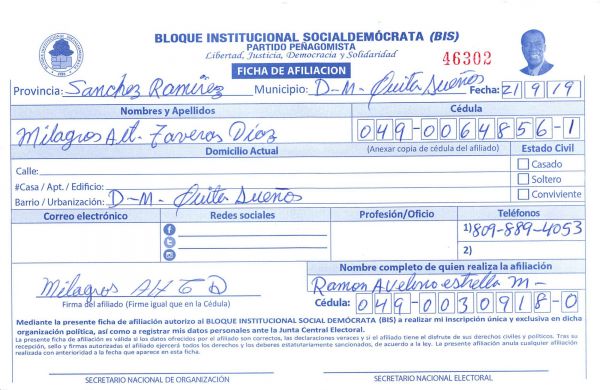 BLOQUE INSTITUCIONAL SOCIALDEMÓCRATA (BIS)
PARTIDO PEÑAGOMISTA
Libertad, Justicia, Democracia y Solidaridad
46302
FICHA DE AFILIACION
Provincia: Sanchez Ramirez Municipio: D-M- Quita Sueños Fecha: 21/9/19
Nombres y Apellidos Cédula
Milagros Alt. Taveras Díaz 049-0064856-1
Domicilio Actual (Anexar copia de cédula del afiliado) Estado Civil
Calle: Casado
#Casa / Apt. / Edificio: Soltero
Barrio / Urbanización: D-M- Quita Sueños Conviviente
Correo electrónico Redes sociales Profesión/Oficio Teléfonos
1) 809-889-4053
2)
Nombre completo de quien realiza la afiliación
Milagros Alt T D Ramon Avelino estrella M-
Firma del afiliado (Firme igual que en la Cédula) Cédula: 049-0030918-0
Mediante la presente ficha de afiliación autorizo al BLOQUE INSTITUCIONAL SOCIAL DEMÓCRATA (BIS) a realizar mi inscripción única y exclusiva en dicha
organización política, así como a registrar mis datos personales ante la Junta Central Electoral.
La presente ficha de afiliación es válida si los datos ofrecidos por el afiliado son correctos, las declaraciones veraces y si el afiliado tiene el disfrute de sus derechos civiles y políticos. Tras su
recepción, sello y firmas autorizadas el afiliado ejercerá todos los derechos y los deberes estatutariamente sancionados, de acuerdo a la ley. La presente afiliación anula cualquier afiliación
realizada con anterioridad a la fecha que aparece en esta ficha.
SECRETARIO NACIONAL DE ORGANIZACIÓN SECRETARIO NACIONAL ELECTORAL